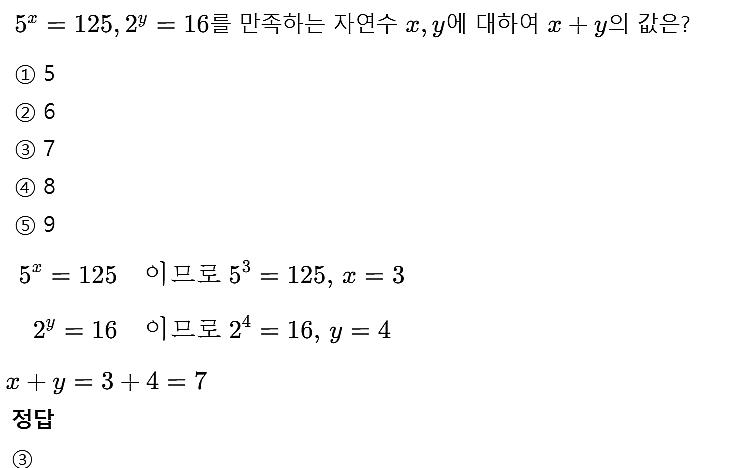 5^x = 125, 2^y = 16를 만족하는 자연수 x, y에 대하여 x + y의 값은?
① 5
② 6
③ 7
④ 8
⑤ 9
5^x = 125 이므로 5^3 = 125, x = 3
2^y = 16 이므로 2^4 = 16, y = 4
x + y = 3 + 4 = 7
정답
③